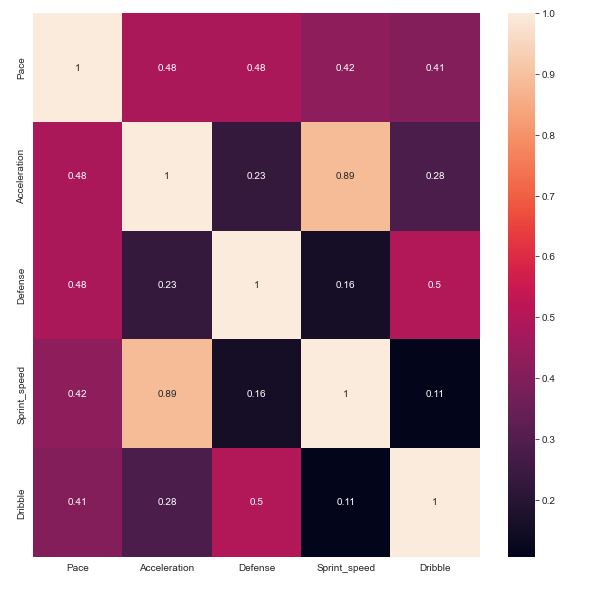 Pace 1 0.48 0.48 0.42 0.41
Acceleration 0.48 1 0.23 0.89 0.28
Defense 0.48 0.23 1 0.16 0.5
Sprint_speed 0.42 0.89 0.16 1 0.11
Dribble 0.41 0.28 0.5 0.11 1
Pace Acceleration Defense Sprint_speed Dribble
1.0
0.9
0.8
0.7
0.6
0.5
0.4
0.3
0.2